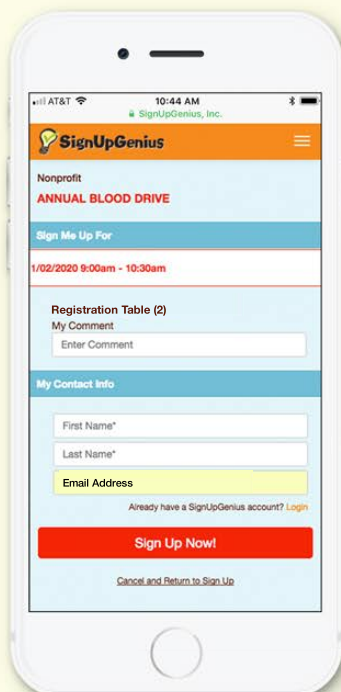 AT&T 10:44 AM
SignUpGenius, Inc.
SignUpGenius
Nonprofit
ANNUAL BLOOD DRIVE
Sign Me Up For
1/02/2020 9:00am - 10:30am
Registration Table (2)
My Comment
Enter Comment
My Contact Info
First Name*
Last Name*
Email Address
Already have a SignUpGenius account? Login
Sign Up Now!
Cancel and Return to Sign Up